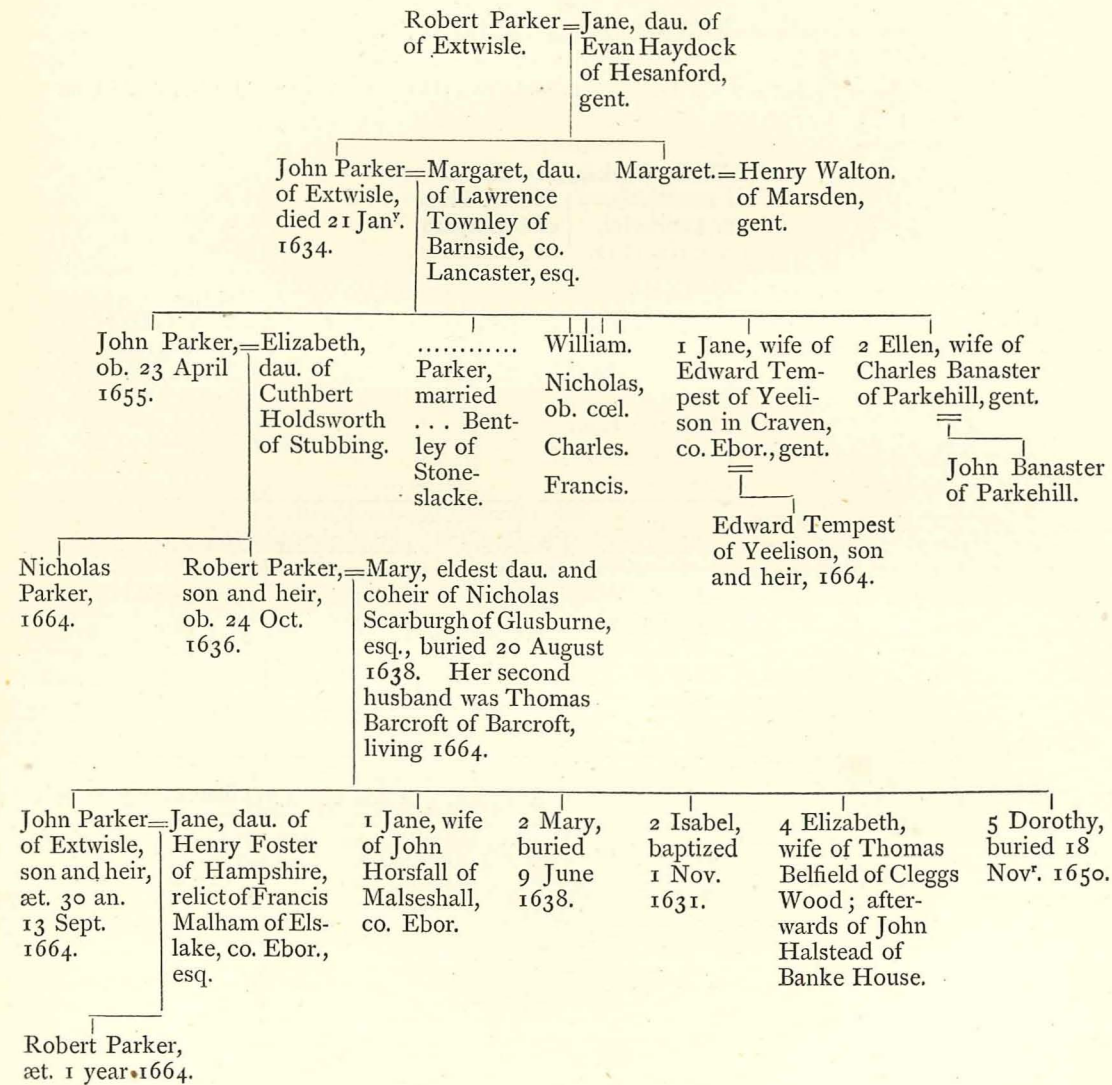 Robert Parker=Jane, dau. of
of Extwisle.
Evan Haydock
of Hesanford,
gent.
John Parker=Margaret, dau.
of Extwisle,
died 21 Janʳ.
1634.
of Lawrence
Townley of
Barnside, co.
Lancaster, esq.
Margaret.=Henry Walton.
of Marsden,
gent.
John Parker,=Elizabeth,
ob. 23 April
1655.
dau. of
Cuthbert
Holdsworth
of Stubbing.
............
Parker,
married
... Bent-
ley of
Stone-
slacke.
William.
Nicholas,
ob. cœl.
Charles.
Francis.
1 Jane, wife of
Edward Tem-
pest of Yeeli-
son in Craven,
co. Ebor., gent.
Edward Tempest
of Yeelison, son
and heir, 1664.
2 Ellen, wife of
Charles Banaster
of Parkehill, gent.
John Banaster
of Parkehill.
Nicholas
Parker,
1664.
Robert Parker,=Mary, eldest dau. and
son and heir,
ob. 24 Oct.
1636.
coheir of Nicholas
Scarburgh of Glusburne,
esq., buried 20 August
1638. Her second
husband was Thomas
Barcroft of Barcroft,
living 1664.
John Parker=Jane, dau. of
of Extwisle,
son and heir,
æt. 30 an.
13 Sept.
1664.
Henry Foster
of Hampshire,
relict of Francis
Malham of Els-
lake, co. Ebor.,
esq.
1 Jane, wife
of John
Horsfall of
Malseshall,
co. Ebor.
2 Mary,
buried
9 June
1638.
2 Isabel,
baptized
1 Nov.
1631.
4 Elizabeth,
wife of Thomas
Belfield of Cleggs
Wood; after-
wards of John
Halstead of
Banke House.
5 Dorothy,
buried 18
Novʳ. 1650.
Robert Parker,
æt. 1 year 1664.